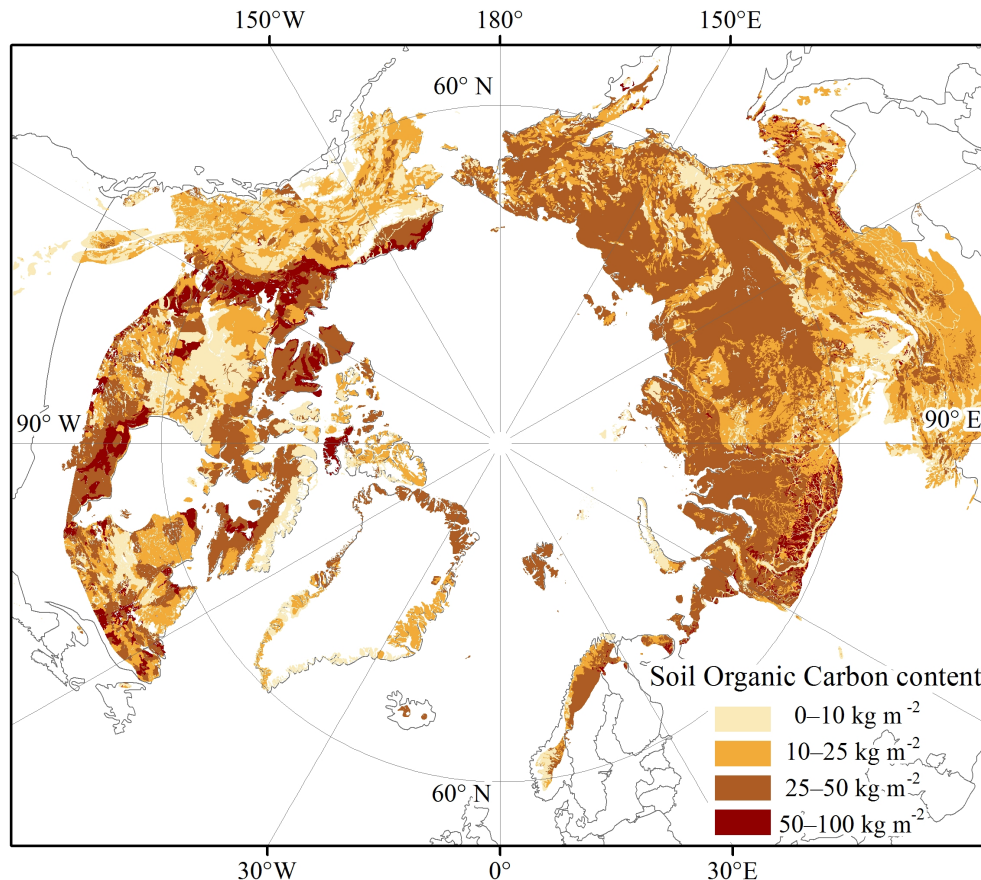 150°W 180° 150°E
60° N
90° W 90° E
Soil Organic Carbon content
0–10 kg m⁻²
10–25 kg m⁻²
25–50 kg m⁻²
50–100 kg m⁻²
60° N
30°W 0° 30°E